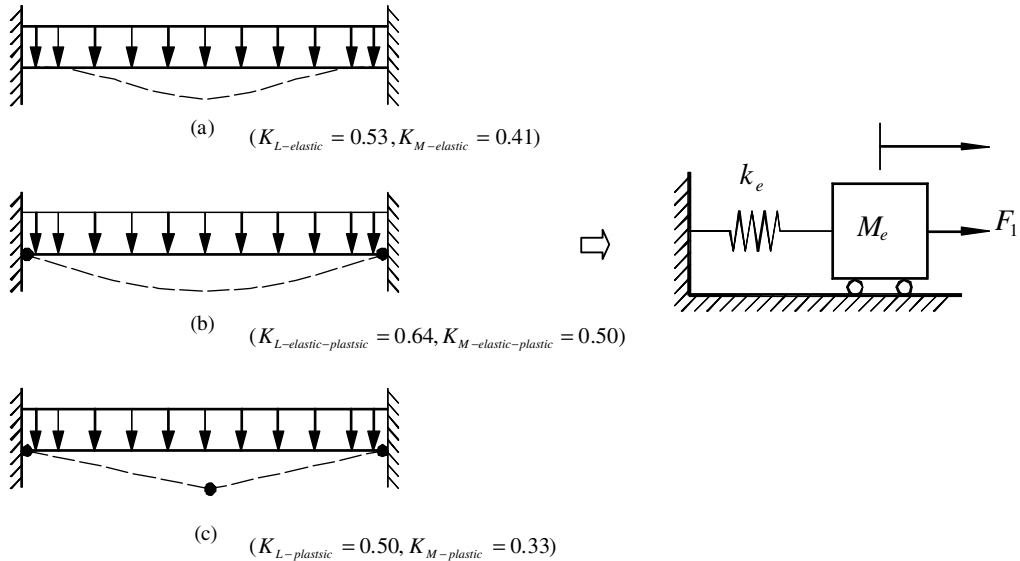 (a)
(K_{L-elastic} = 0.53, K_{M-elastic} = 0.41)
k_e
M_e
F_1
(b)
(K_{L-elastic-plastsic} = 0.64, K_{M-elastic-plastic} = 0.50)
(c)
(K_{L-plastsic} = 0.50, K_{M-plastic} = 0.33)